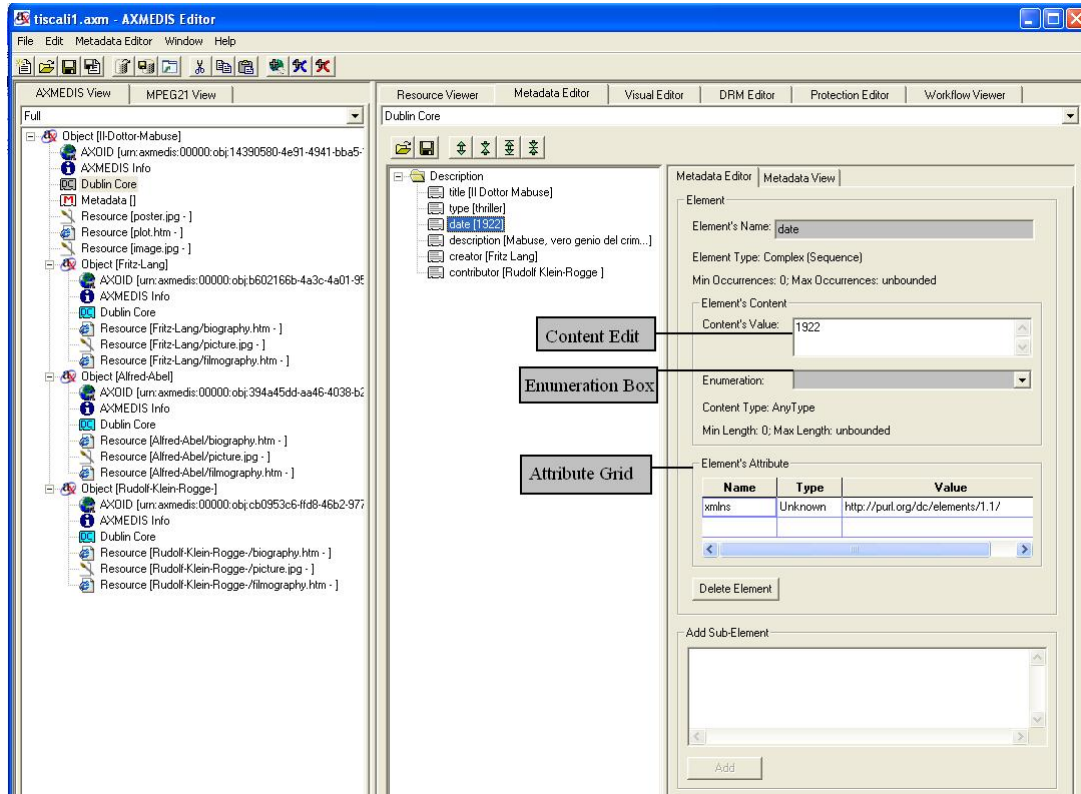 tiscali1.axm - AXMEDIS Editor
File Edit Metadata Editor Window Help
AXMEDIS View MPEG21 View
Full
Object [Il-Dottor-Mabuse]
AXOID [urn:axmedis:00000:obj:14390580-4e91-4941-bba5-
AXMEDIS Info
DC Dublin Core
M Metadata []
Resource [poster.jpg - ]
Resource [plot.htm - ]
Resource [image.jpg - ]
Object [Fritz-Lang]
AXOID [urn:axmedis:00000:obj:b602166b-4a3c-4a01-95
AXMEDIS Info
DC Dublin Core
Resource [Fritz-Lang/biography.htm - ]
Resource [Fritz-Lang/picture.jpg - ]
Resource [Fritz-Lang/filmography.htm - ]
Object [Alfred-Abel]
AXOID [urn:axmedis:00000:obj:394a45dd-aa46-4038-b2
AXMEDIS Info
DC Dublin Core
Resource [Alfred-Abel/biography.htm - ]
Resource [Alfred-Abel/picture.jpg - ]
Resource [Alfred-Abel/filmography.htm - ]
Object [Rudolf-Klein-Rogge-]
AXOID [urn:axmedis:00000:obj:cb0953c6-ffd8-46b2-977
AXMEDIS Info
DC Dublin Core
Resource [Rudolf-Klein-Rogge-/biography.htm - ]
Resource [Rudolf-Klein-Rogge-/picture.jpg - ]
Resource [Rudolf-Klein-Rogge-/filmography.htm - ]
Resource Viewer Metadata Editor Visual Editor DRM Editor Protection Editor Workflow Viewer
Dublin Core
Description
title [Il Dottor Mabuse]
type [thriller]
date [1922]
description [Mabuse, vero genio del crim...]
creator [Fritz Lang]
contributor [Rudolf Klein-Rogge ]
Content Edit
Enumeration Box
Attribute Grid
Metadata Editor Metadata View
Element
Element's Name: date
Element Type: Complex (Sequence)
Min Occurrences: 0; Max Occurrences: unbounded
Element's Content
Content's Value: 1922
Enumeration:
Content Type: AnyType
Min Length: 0; Max Length: unbounded
Element's Attribute
Name Type Value
xmlns Unknown http://purl.org/dc/elements/1.1/
Delete Element
Add Sub-Element
Add